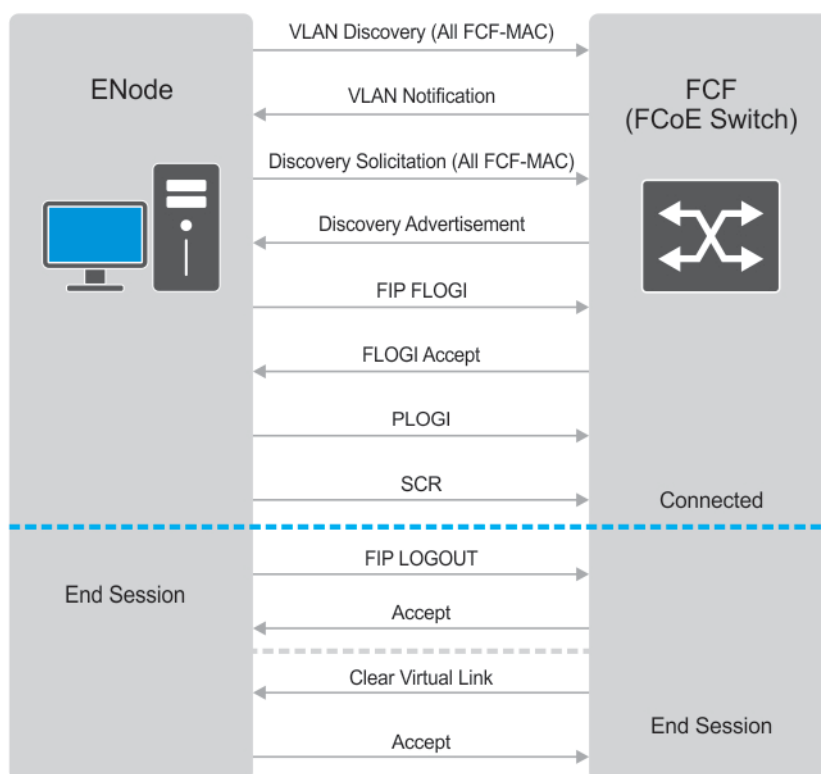 VLAN Discovery (All FCF-MAC)
ENode
FCF
(FCoE Switch)
VLAN Notification
Discovery Solicitation (All FCF-MAC)
Discovery Advertisement
FIP FLOGI
FLOGI Accept
PLOGI
SCR
Connected
FIP LOGOUT
End Session
Accept
Clear Virtual Link
End Session
Accept